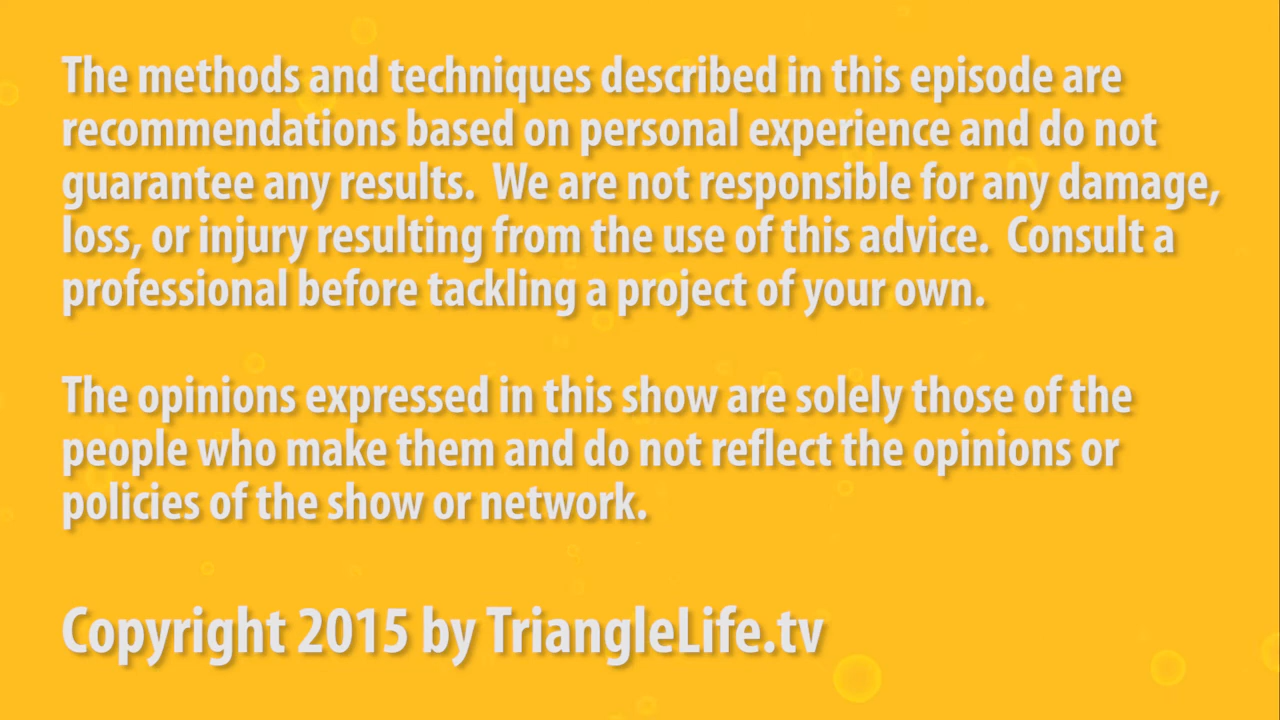 The methods and techniques described in this episode are
recommendations based on personal experience and do not
guarantee any results.  We are not responsible for any damage,
loss, or injury resulting from the use of this advice.  Consult a
professional before tackling a project of your own.
The opinions expressed in this show are solely those of the
people who make them and do not reflect the opinions or
policies of the show or network.
Copyright 2015 by TriangleLife.tv